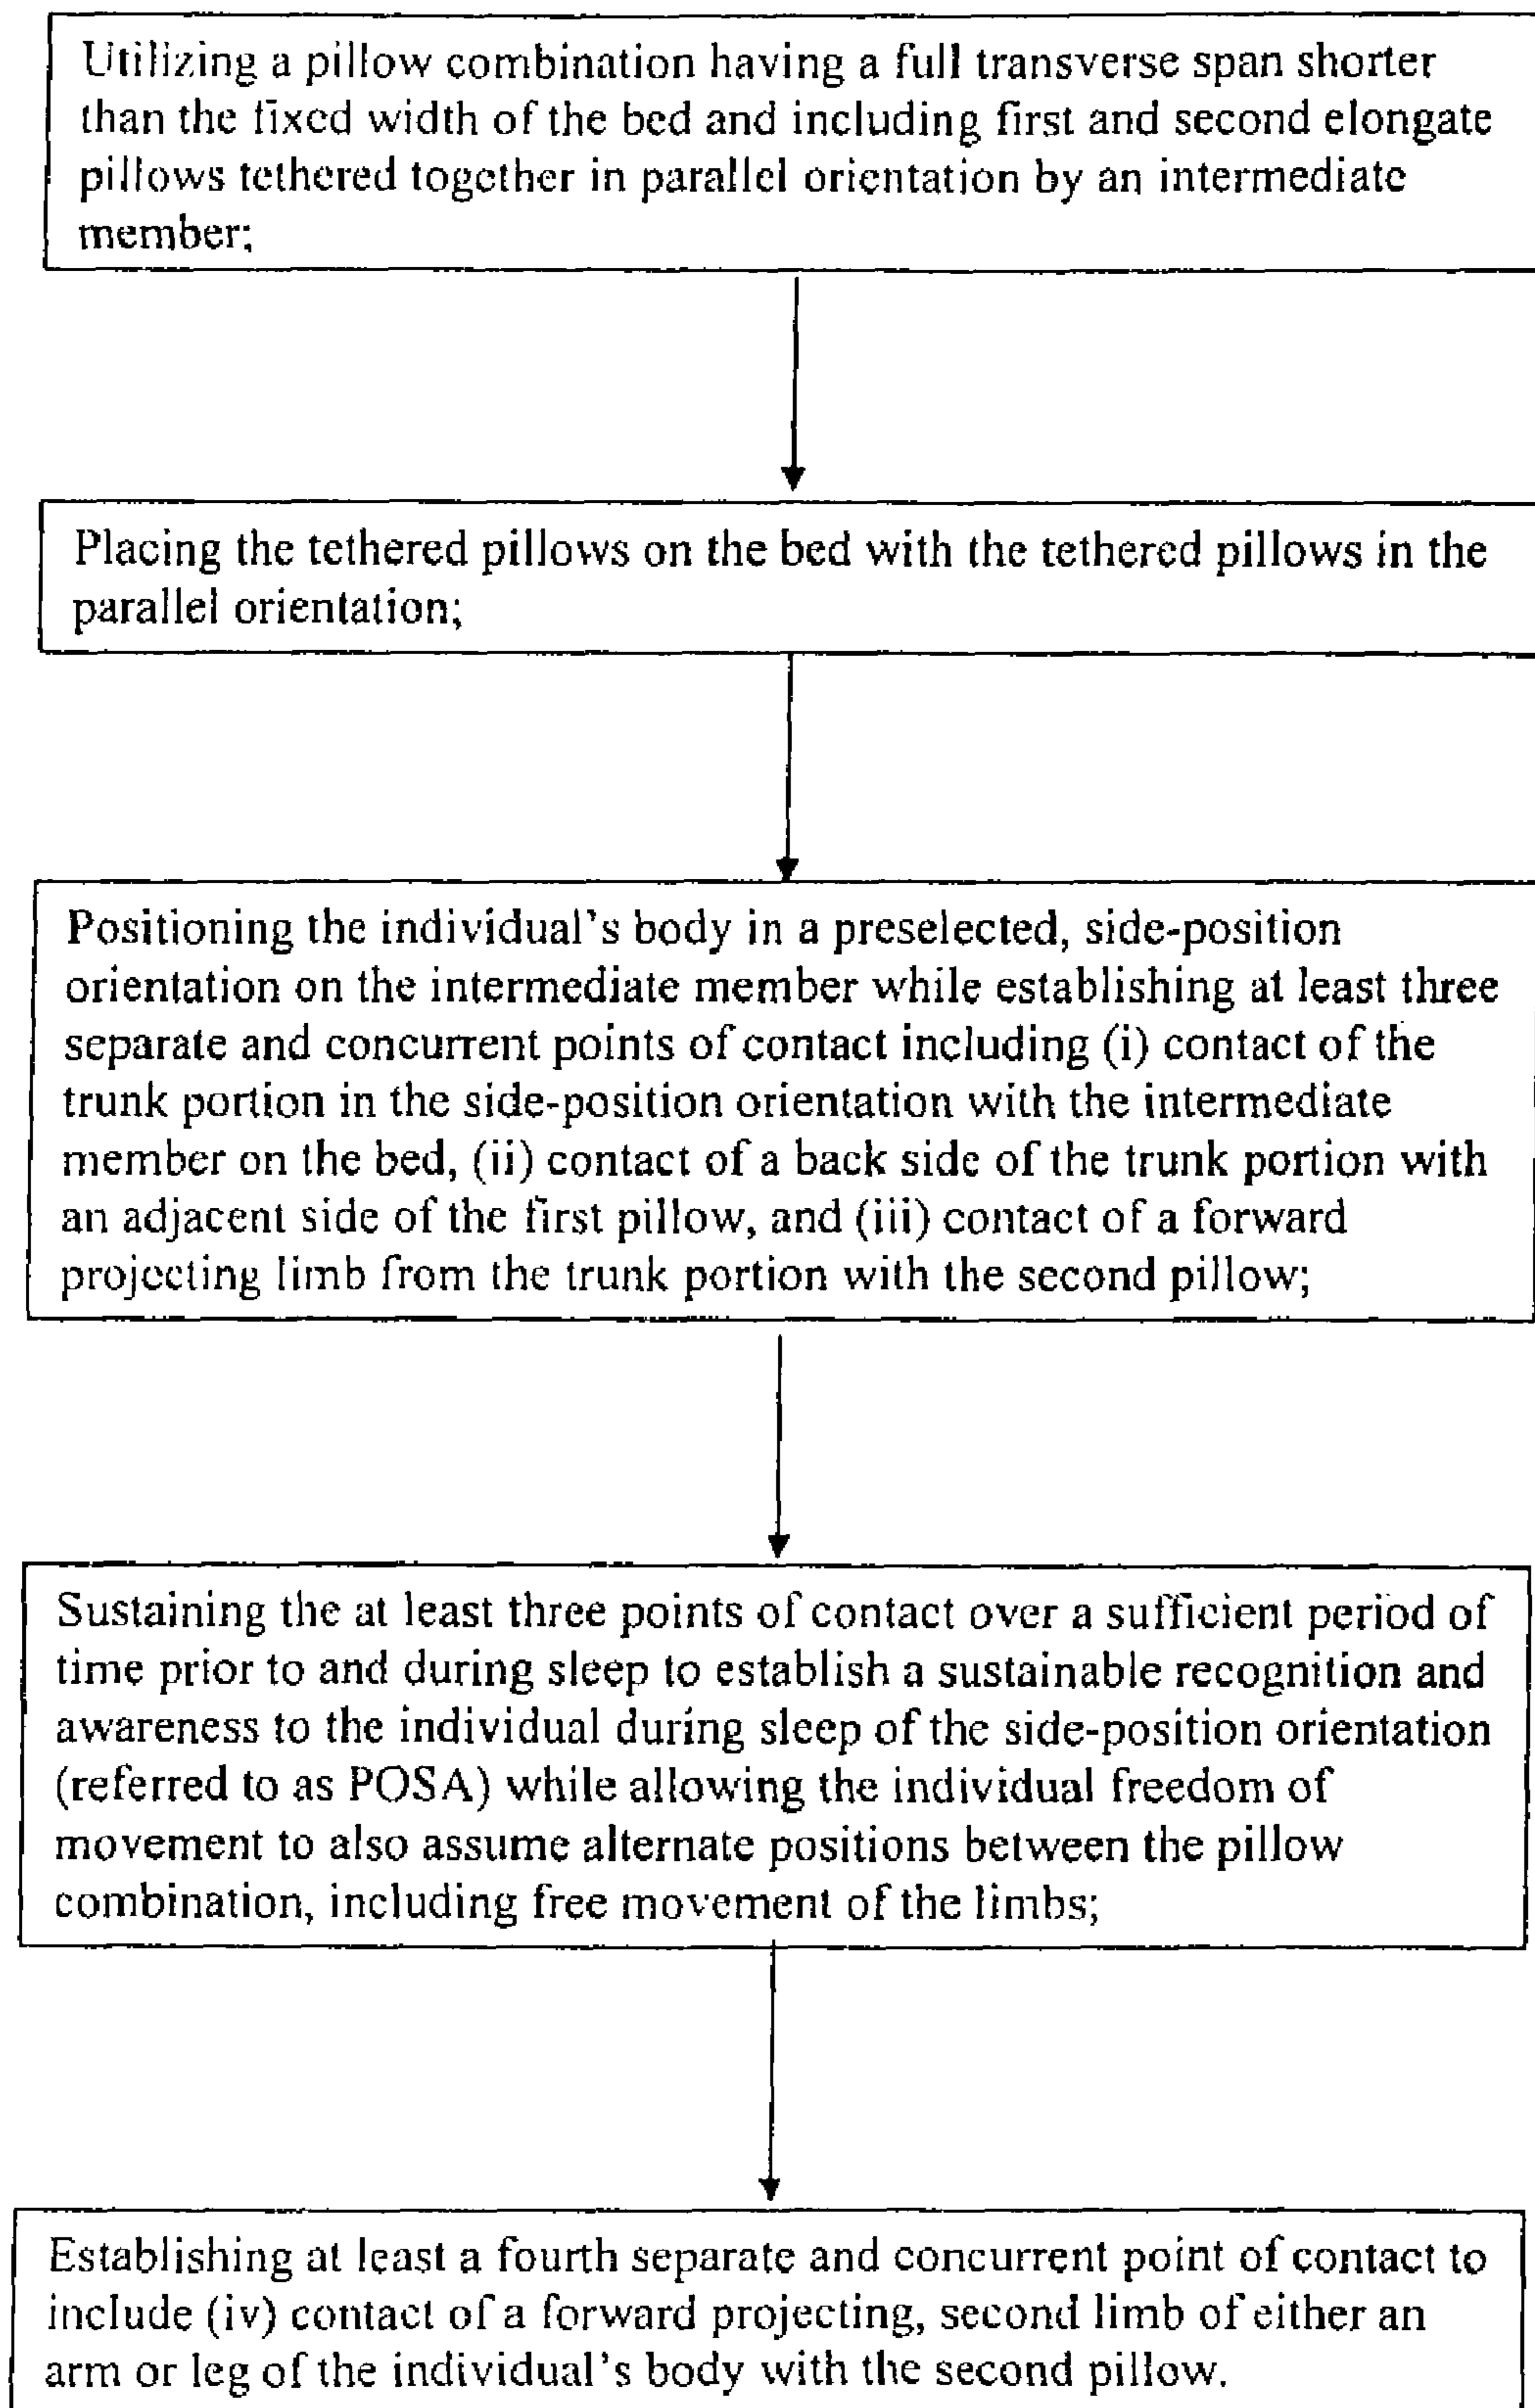 Utilizing a pillow combination having a full transverse span shorter
than the fixed width of the bed and including first and second elongate
pillows tethered together in parallel orientation by an intermediate
member;
Placing the tethered pillows on the bed with the tethered pillows in the
parallel orientation;
Positioning the individual's body in a preselected, side-position
orientation on the intermediate member while establishing at least three
separate and concurrent points of contact including (i) contact of the
trunk portion in the side-position orientation with the intermediate
member on the bed, (ii) contact of a back side of the trunk portion with
an adjacent side of the first pillow, and (iii) contact of a forward
projecting limb from the trunk portion with the second pillow;
Sustaining the at least three points of contact over a sufficient period of
time prior to and during sleep to establish a sustainable recognition and
awareness to the individual during sleep of the side-position orientation
(referred to as POSA) while allowing the individual freedom of
movement to also assume alternate positions between the pillow
combination, including free movement of the limbs;
Establishing at least a fourth separate and concurrent point of contact to
include (iv) contact of a forward projecting, second limb of either an
arm or leg of the individual's body with the second pillow.